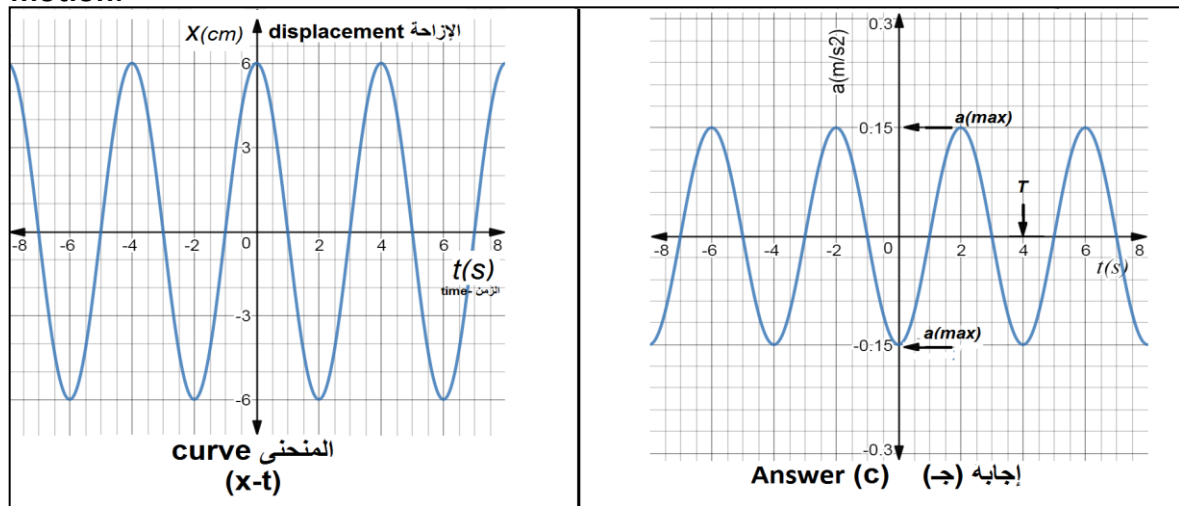 X(cm) displacement الإزاحة
6
3
-8 -6 -4 -2 0 2 4 6 8
t(s)
time- الزمن
-3
-6
curve المنحنى
(x-t)
0.3
a(m/s2)
0.15
a(max)
T
-8 -6 -4 -2 0 2 4 6 8
t(s)
a(max)
-0.15
-0.3
Answer (c) إجابه (جـ)